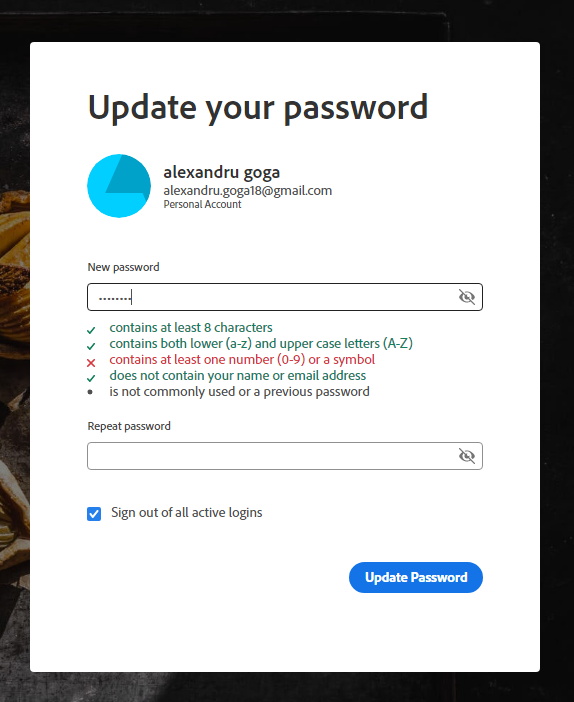 Update your password
alexandru goga
alexandru.goga18@gmail.com
Personal Account
New password
••••••••
contains at least 8 characters
contains both lower (a-z) and upper case letters (A-Z)
contains at least one number (0-9) or a symbol
does not contain your name or email address
is not commonly used or a previous password
Repeat password
Sign out of all active logins
Update Password